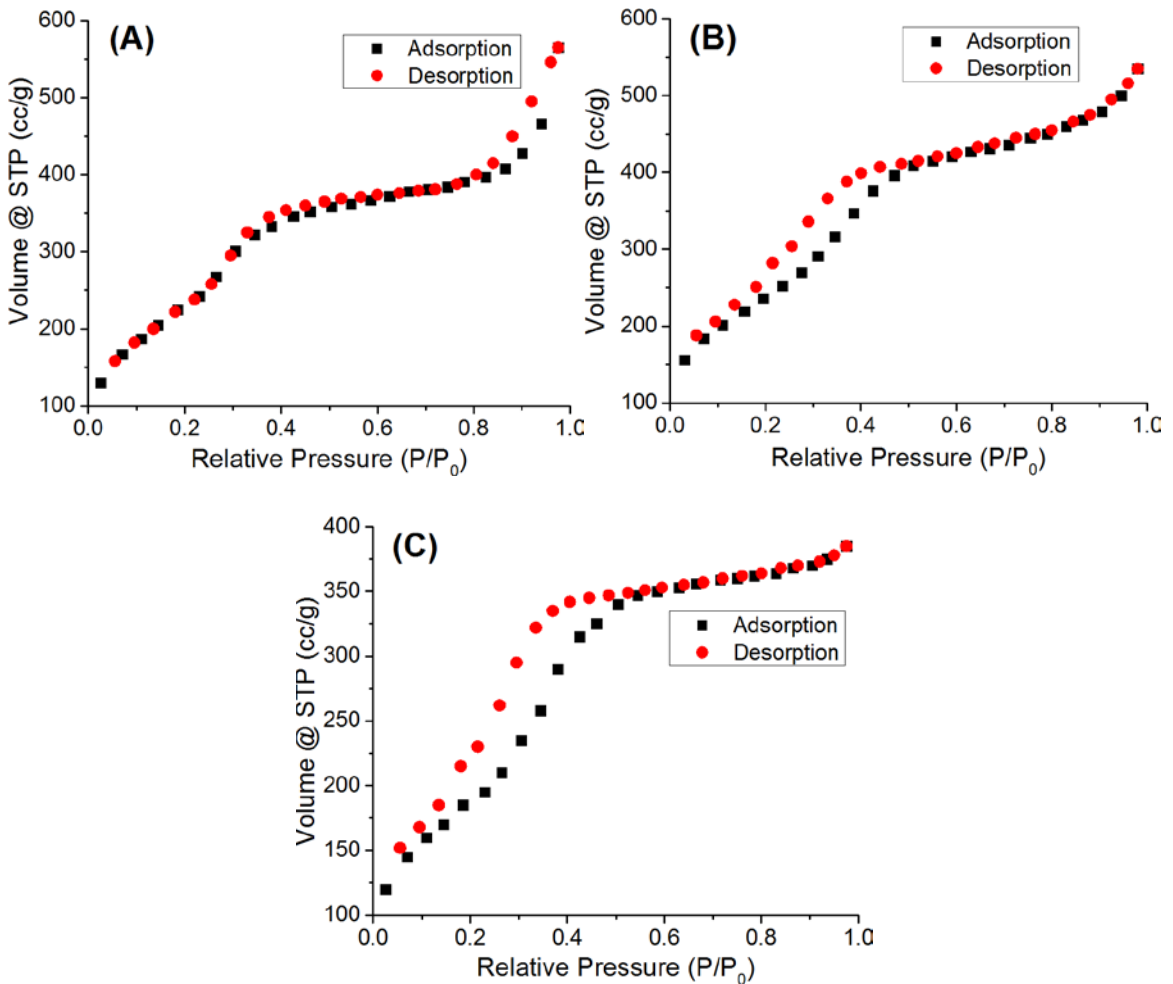 (A)
Adsorption
Desorption
Volume @ STP (cc/g)
600
500
400
300
200
100
0.0 0.2 0.4 0.6 0.8 1.0
Relative Pressure (P/P₀)
(B)
Adsorption
Desorption
Volume @ STP (cc/g)
600
500
400
300
200
100
0.0 0.2 0.4 0.6 0.8 1.0
Relative Pressure (P/P₀)
(C)
Adsorption
Desorption
Volume @ STP (cc/g)
400
350
300
250
200
150
100
0.0 0.2 0.4 0.6 0.8 1.0
Relative Pressure (P/P₀)